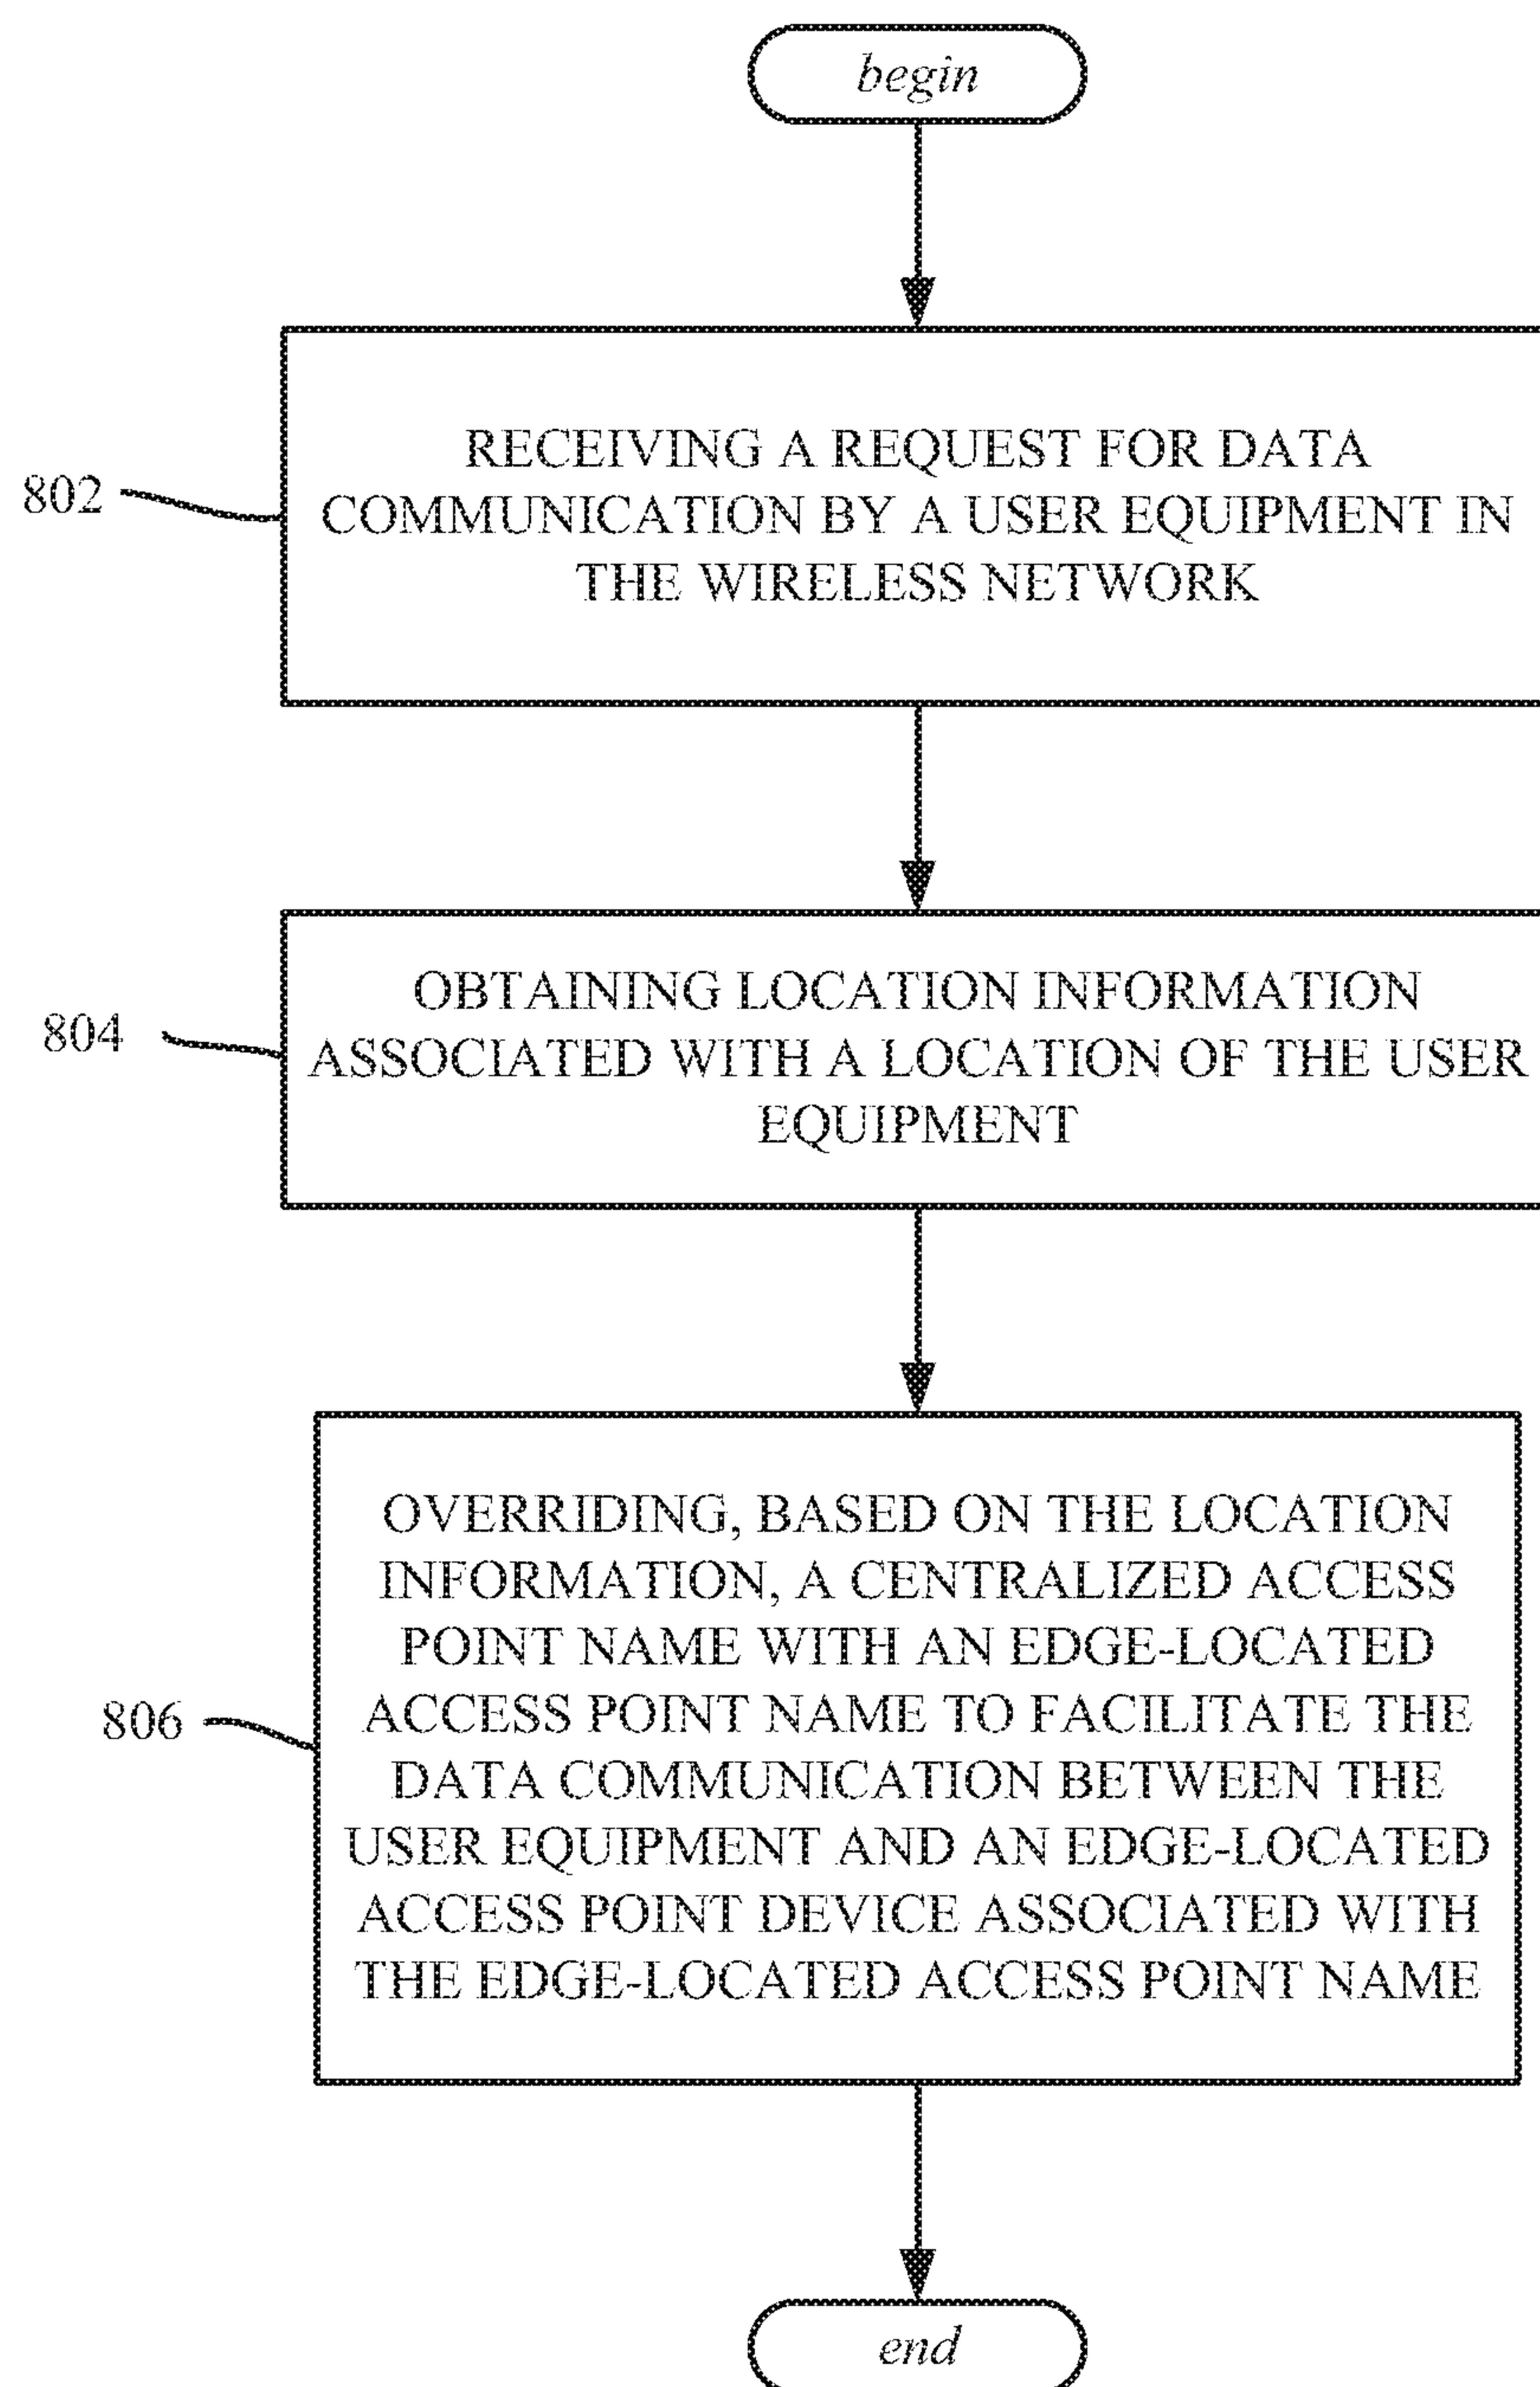 begin
RECEIVING A REQUEST FOR DATA
COMMUNICATION BY A USER EQUIPMENT IN
THE WIRELESS NETWORK
802
OBTAINING LOCATION INFORMATION
ASSOCIATED WITH A LOCATION OF THE USER
EQUIPMENT
804
OVERRIDING, BASED ON THE LOCATION
INFORMATION, A CENTRALIZED ACCESS
POINT NAME WITH AN EDGE-LOCATED
ACCESS POINT NAME TO FACILITATE THE
DATA COMMUNICATION BETWEEN THE
USER EQUIPMENT AND AN EDGE-LOCATED
ACCESS POINT DEVICE ASSOCIATED WITH
THE EDGE-LOCATED ACCESS POINT NAME
806
end